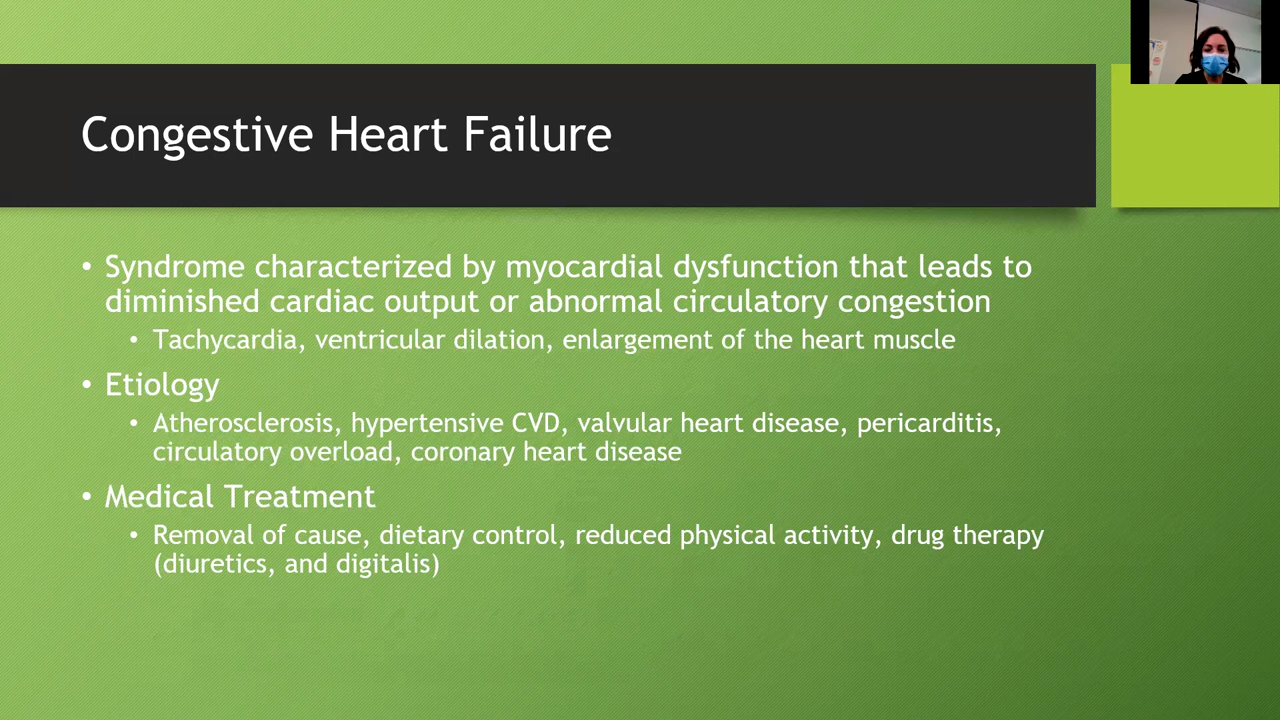 Congestive Heart Failure
• Syndrome characterized by myocardial dysfunction that leads to
diminished cardiac output or abnormal circulatory congestion
• Tachycardia, ventricular dilation, enlargement of the heart muscle
• Etiology
• Atherosclerosis, hypertensive CVD, valvular heart disease, pericarditis,
circulatory overload, coronary heart disease
• Medical Treatment
• Removal of cause, dietary control, reduced physical activity, drug therapy
(diuretics, and digitalis)